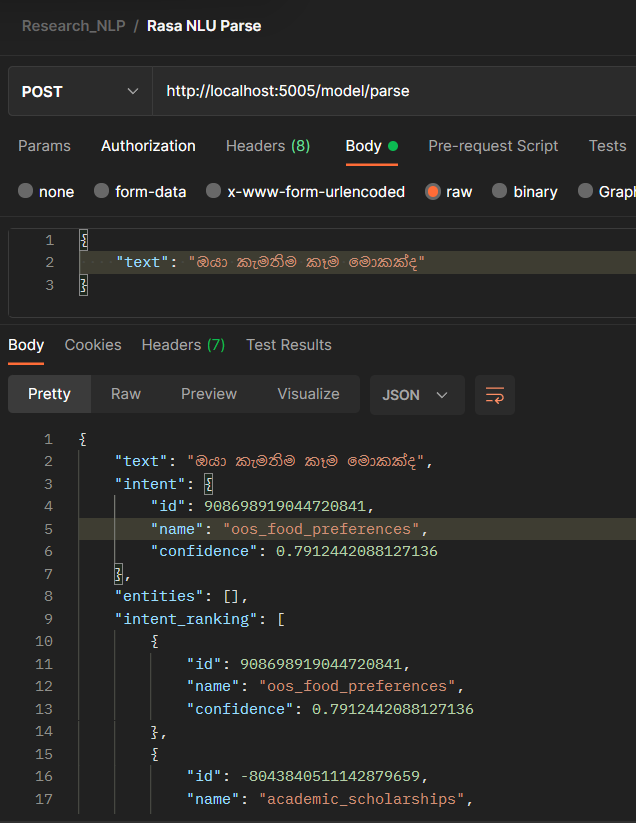 Research_NLP / Rasa NLU Parse
POST http://localhost:5005/model/parse
Params Authorization Headers (8) Body Pre-request Script Tests
none form-data x-www-form-urlencoded raw binary Graph
1 {
2 "text": "ඔයා කැමතිම කෑම මොකක්ද"
3 }
Body Cookies Headers (7) Test Results
Pretty Raw Preview Visualize JSON
1 {
2 "text": "ඔයා කැමතිම කෑම මොකක්ද",
3 "intent": {
4 "id": 908698919044720841,
5 "name": "oos_food_preferences",
6 "confidence": 0.7912442088127136
7 },
8 "entities": [],
9 "intent_ranking": [
10 {
11 "id": 908698919044720841,
12 "name": "oos_food_preferences",
13 "confidence": 0.7912442088127136
14 },
15 {
16 "id": -8043840511142879659,
17 "name": "academic_scholarships",